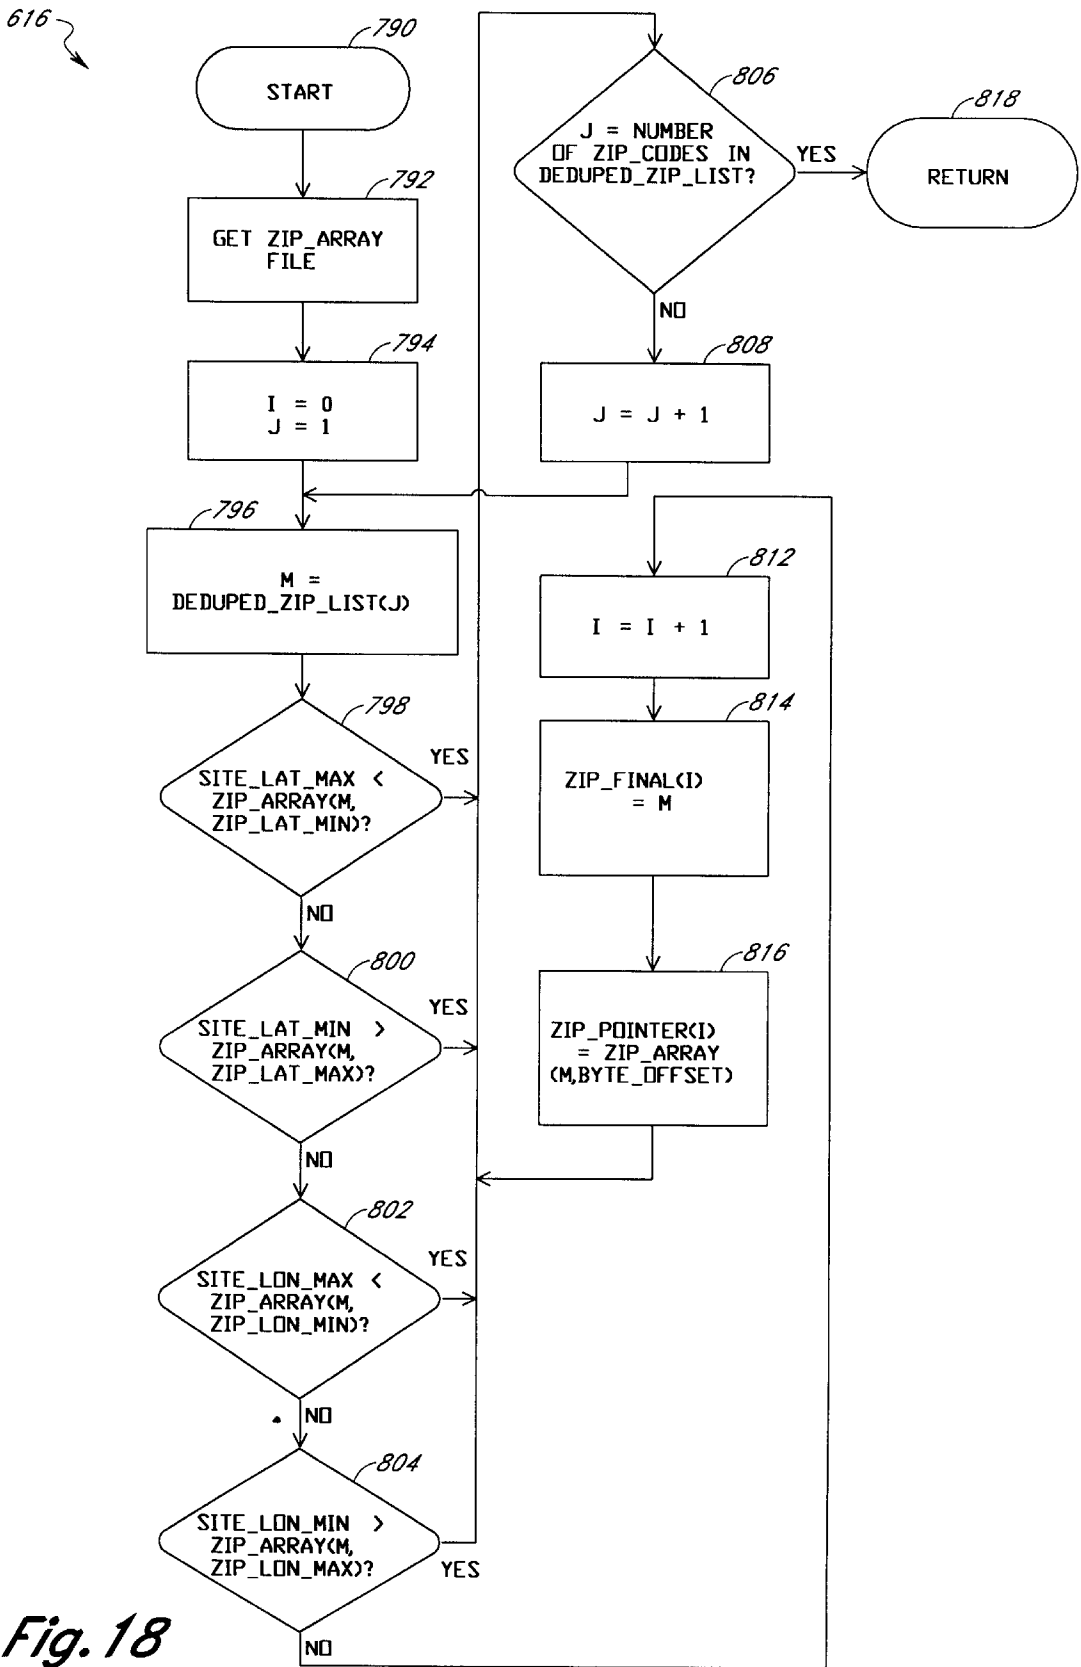 616
790
START
792
GET ZIP_ARRAY
FILE
794
I = 0
J = 1
796
M =
DEDUPED_ZIP_LIST(J)
798
SITE_LAT_MAX <
ZIP_ARRAY(M,
ZIP_LAT_MIN)?
YES
NO
800
SITE_LAT_MIN >
ZIP_ARRAY(M,
ZIP_LAT_MAX)?
YES
NO
802
SITE_LON_MAX <
ZIP_ARRAY(M,
ZIP_LON_MIN)?
YES
NO
804
SITE_LON_MIN >
ZIP_ARRAY(M,
ZIP_LON_MAX)?
YES
NO
806
J = NUMBER
OF ZIP_CODES IN
DEDUPED_ZIP_LIST?
YES
NO
818
RETURN
808
J = J + 1
812
I = I + 1
814
ZIP_FINAL(I)
= M
816
ZIP_POINTER(I)
= ZIP_ARRAY
(M,BYTE_OFFSET)
Fig. 18